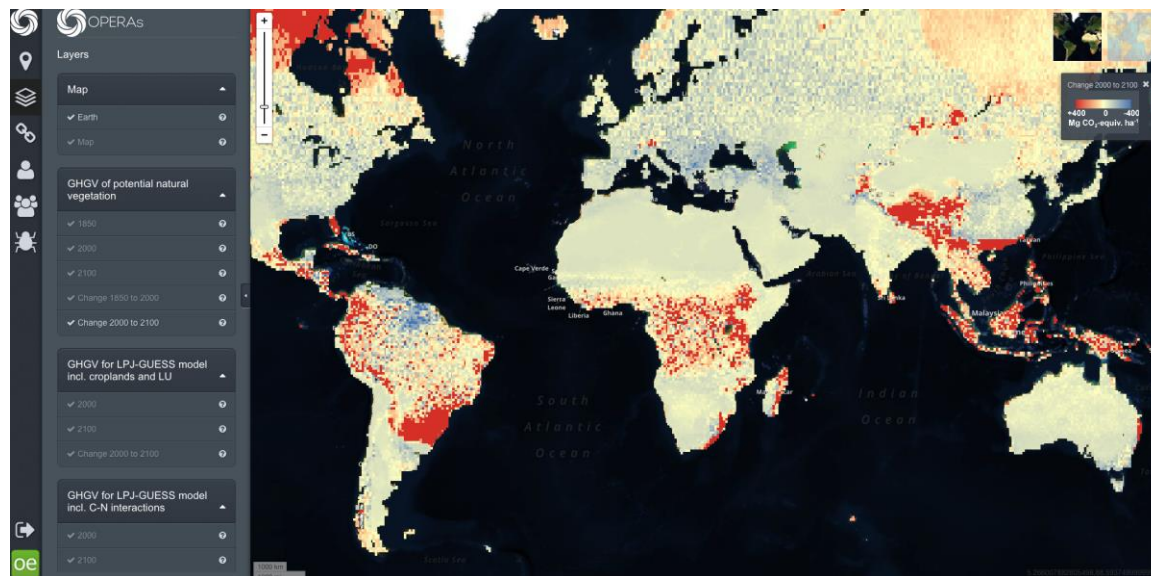 OPERAs
Layers
Map
Earth
Map
GHGV of potential natural
vegetation
1850
2000
2100
Change 1850 to 2000
Change 2000 to 2100
GHGV for LPJ-GUESS model
incl. croplands and LU
2000
2100
Change 2000 to 2100
GHGV for LPJ-GUESS model
incl. C-N interactions
2000
2100
oe
+
−
Change 2000 to 2100
+400 0 -400
Mg CO₂-equiv. ha⁻¹
North
Atlantic
Ocean
Sargasso Sea
DO
Cape Verde
Sierra
Leone
Liberia
Ghana
Arabian Sea
Taiwan
Philippine Sea
Malaysia
South
Atlantic
Ocean
Indian
Ocean
Scotia Sea
1000 km